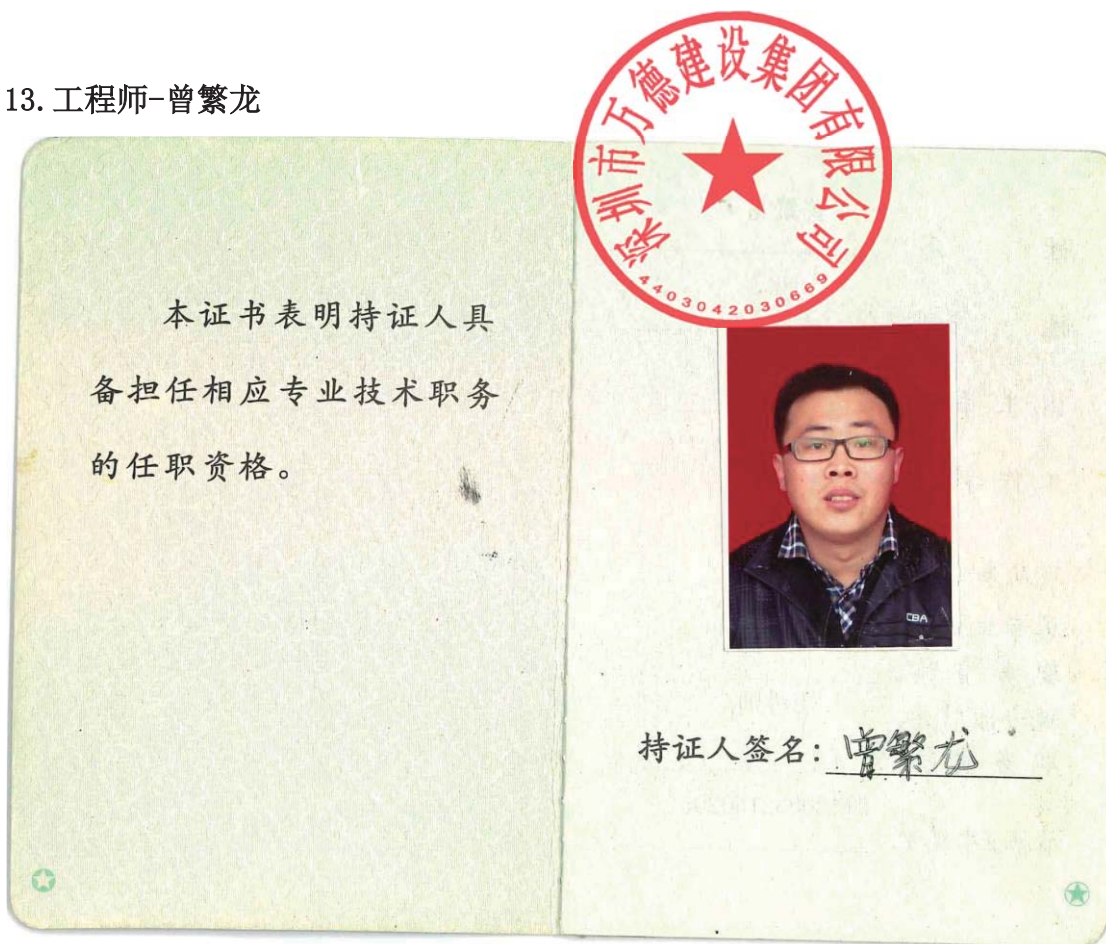 13.工程师-曾繁龙
深圳市万德建设集团有限公司
4403042030669
本证书表明持证人具
备担任相应专业技术职务
的任职资格。
CBA
持证人签名：曾繁龙